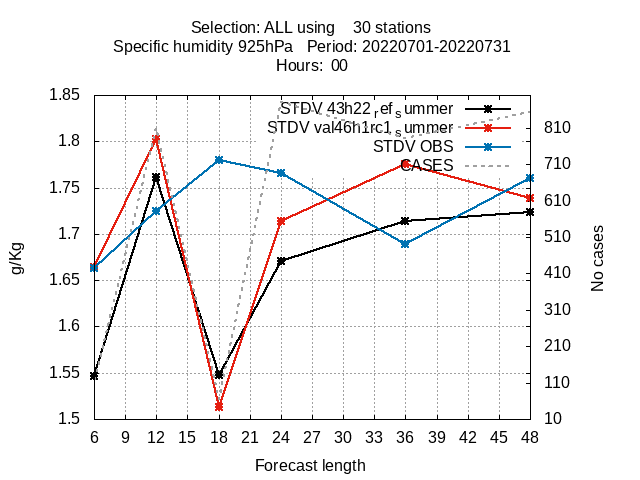 Selection: ALL using    30 stations
Specific humidity 925hPa   Period: 20220701-20220731
Hours:  00
STDV 43h22refsummer
STDV val46h1rc1summer
STDV OBS
CASES
1.85
1.8
1.75
1.7
1.65
1.6
1.55
1.5
g/Kg
810
710
610
510
410
310
210
110
10
No cases
6 9 12 15 18 21 24 27 30 33 36 39 42 45 48
Forecast length